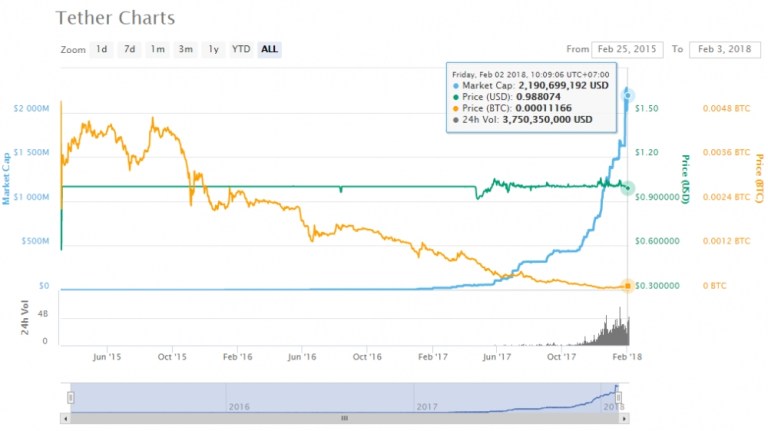 Tether Charts
Zoom 1d 7d 1m 3m 1y YTD ALL
From Feb 25, 2015 To Feb 3, 2018
Friday, Feb 02 2018, 10:09:06 UTC+07:00
Market Cap: 2,190,699,192 USD
Price (USD): 0.988074
Price (BTC): 0.00011166
24h Vol: 3,750,350,000 USD
$2 000M $1.50 0.0048 BTC
$1 500M $1.20 0.0036 BTC
$1 000M $0.900000 0.0024 BTC
$500M $0.600000 0.0012 BTC
$0 $0.300000 0 BTC
Market Cap
Price (USD)
Price (BTC)
24h Vol
4B
0
Jun '15 Oct '15 Feb '16 Jun '16 Oct '16 Feb '17 Jun '17 Oct '17 Feb '18
2016 2017 2018